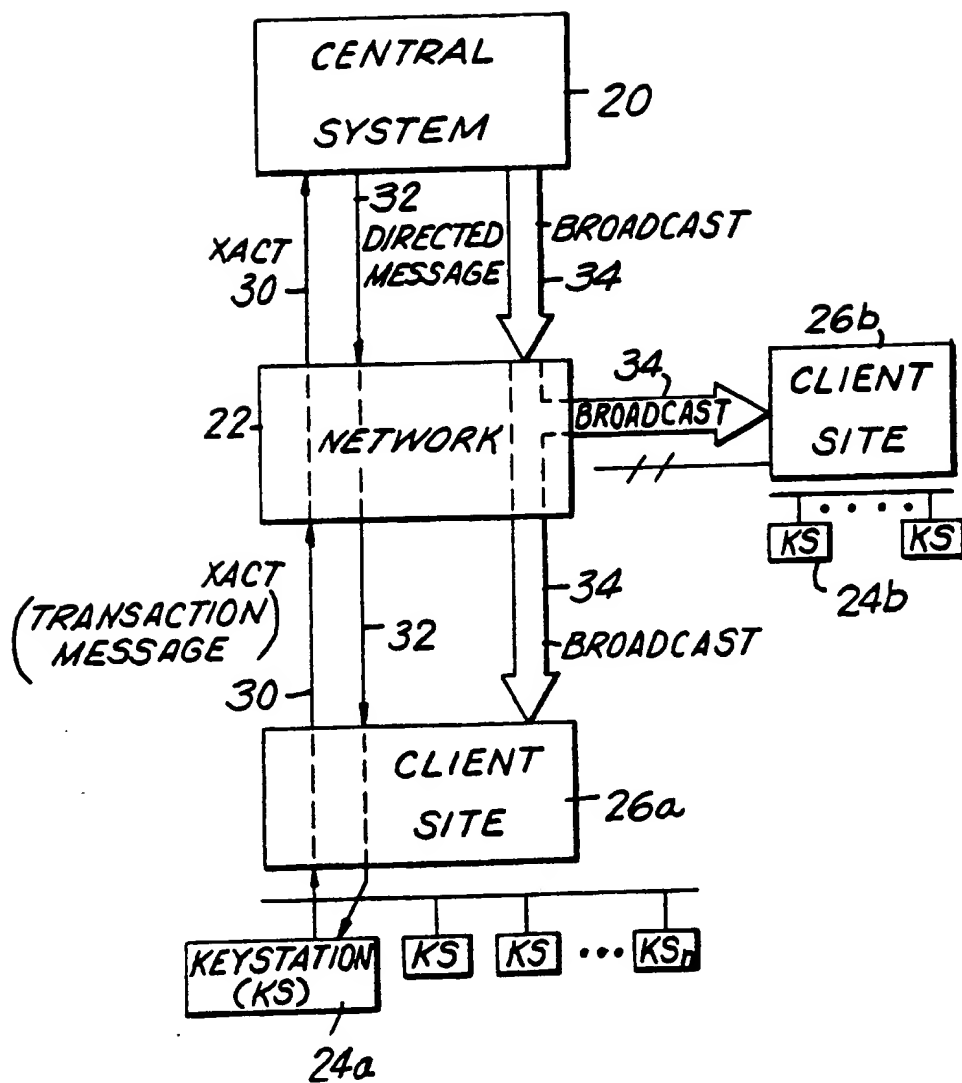 CENTRAL
SYSTEM
20
32
XACT
30
DIRECTED
MESSAGE
BROADCAST
34
26b
CLIENT
SITE
34
BROADCAST
22
NETWORK
KS
KS
24b
XACT
(TRANSACTION
MESSAGE)
30
32
34
BROADCAST
CLIENT
SITE
26a
KEYSTATION
(KS)
KS
KS
KSn
24a